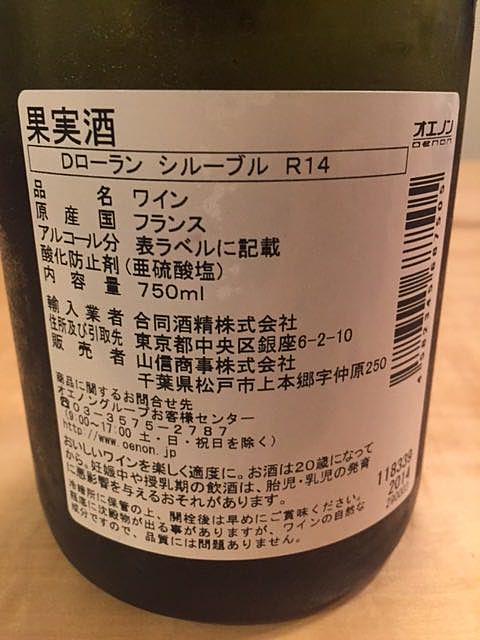 果実酒
オエノン
oenon
Dローラン シルーブル R14
品名 ワイン
原産国 フランス
アルコール分 表ラベルに記載
酸化防止剤(亜硫酸塩)
内容量 750ml
輸入業者 合同酒精株式会社
住所及び引取先 東京都中央区銀座6-2-10
販売者 山信商事株式会社
千葉県松戸市上本郷字仲原250
商品に関するお問合せ先
オエノングループお客様センター
☎03-3575-2787
(9:00~17:00 土・日・祝日を除く)
http://www.oenon.jp
おいしいワインを楽しく適度に。お酒は20歳になって
から。妊娠中や授乳期の飲酒は、胎児・乳児の発育
に悪影響を与えるおそれがあります。
冷暗所に保管の上、開栓後は早めにご賞味ください。
程度に沈殿物が出る事がありますが、ワインの自然な
成分ですので、品質には問題ありません。
118339
2014